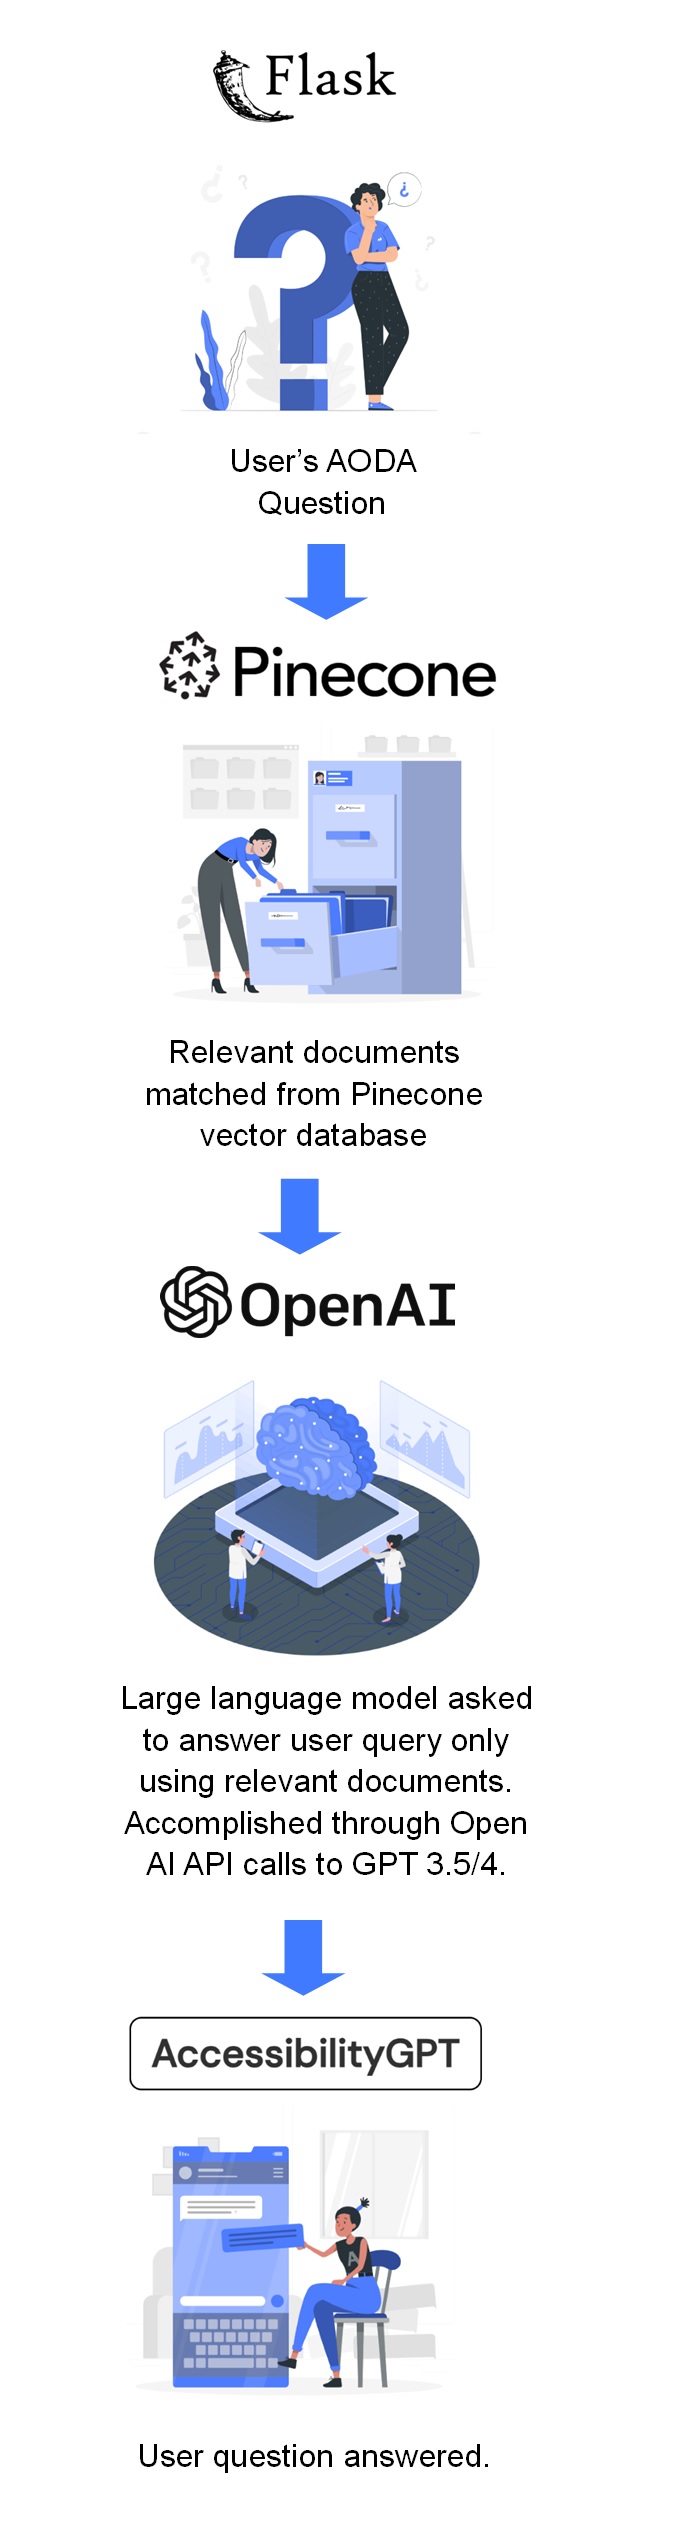 Flask
User’s AODA
Question
Pinecone
Relevant documents
matched from Pinecone
vector database
OpenAI
Large language model asked
to answer user query only
using relevant documents.
Accomplished through Open
AI API calls to GPT 3.5/4.
AccessibilityGPT
A
User question answered.